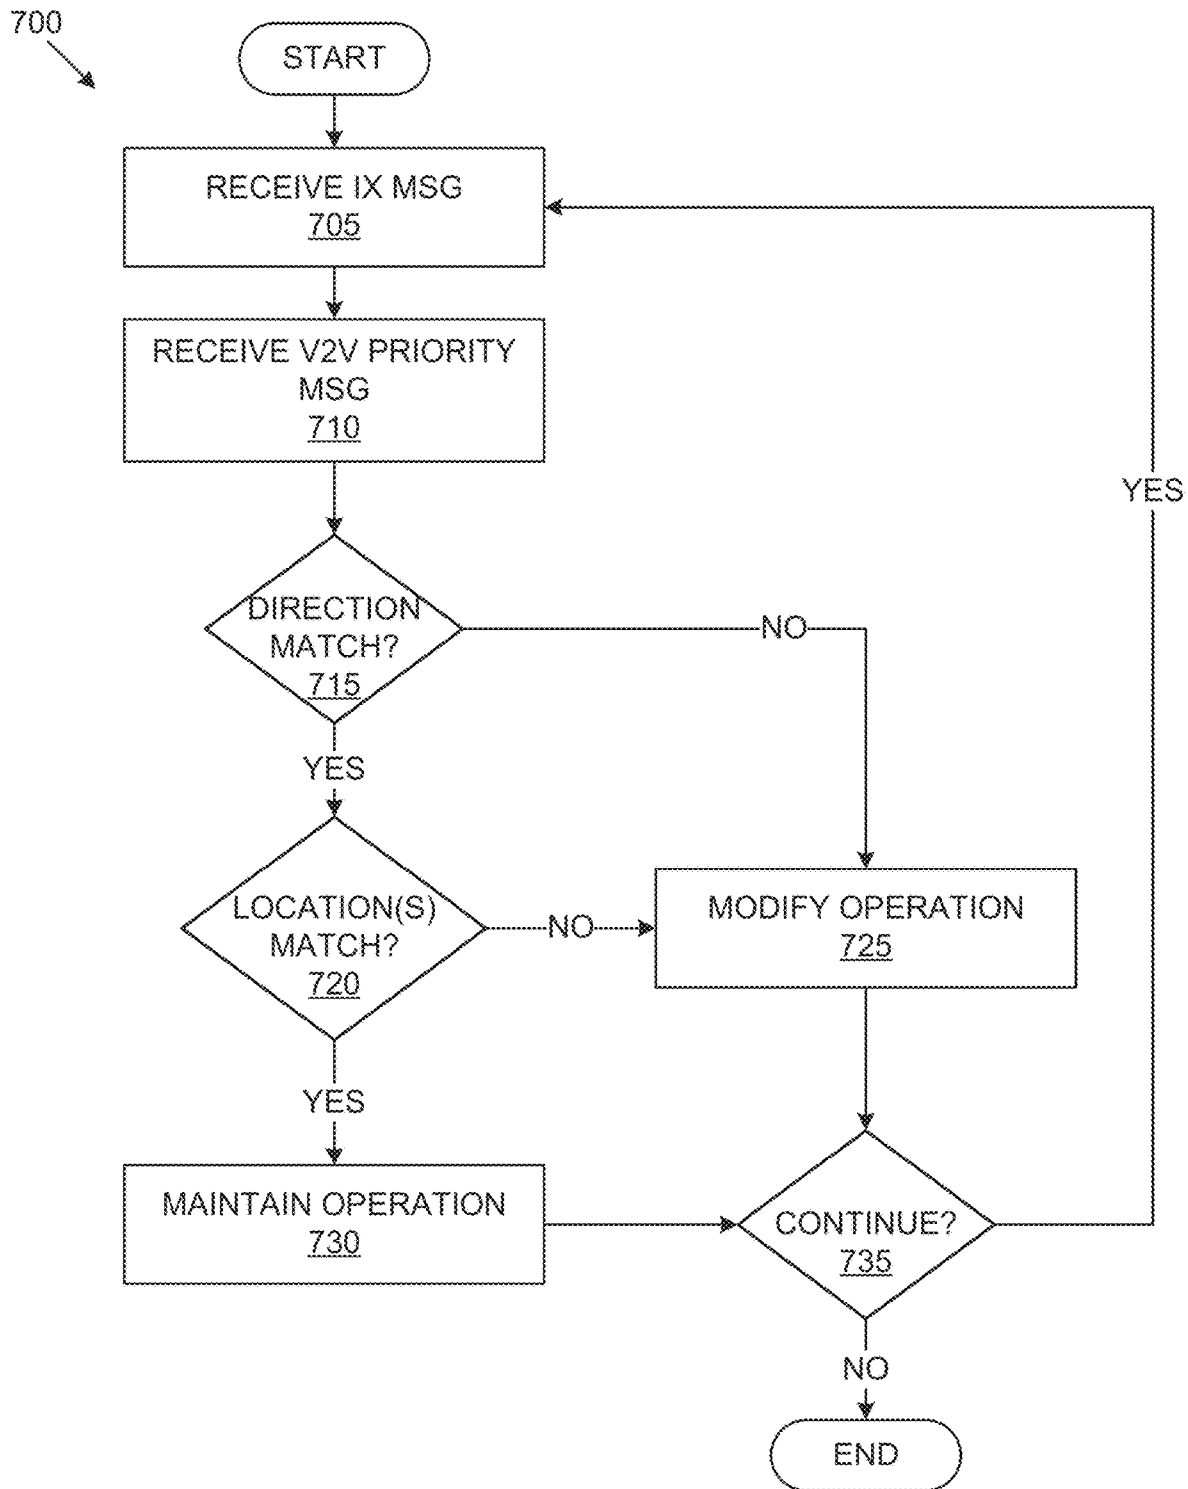 700
START
RECEIVE IX MSG
705
RECEIVE V2V PRIORITY
MSG
710
YES
DIRECTION
MATCH?
715
NO
YES
LOCATION(S)
MATCH?
720
NO
MODIFY OPERATION
725
YES
MAINTAIN OPERATION
730
CONTINUE?
735
NO
END